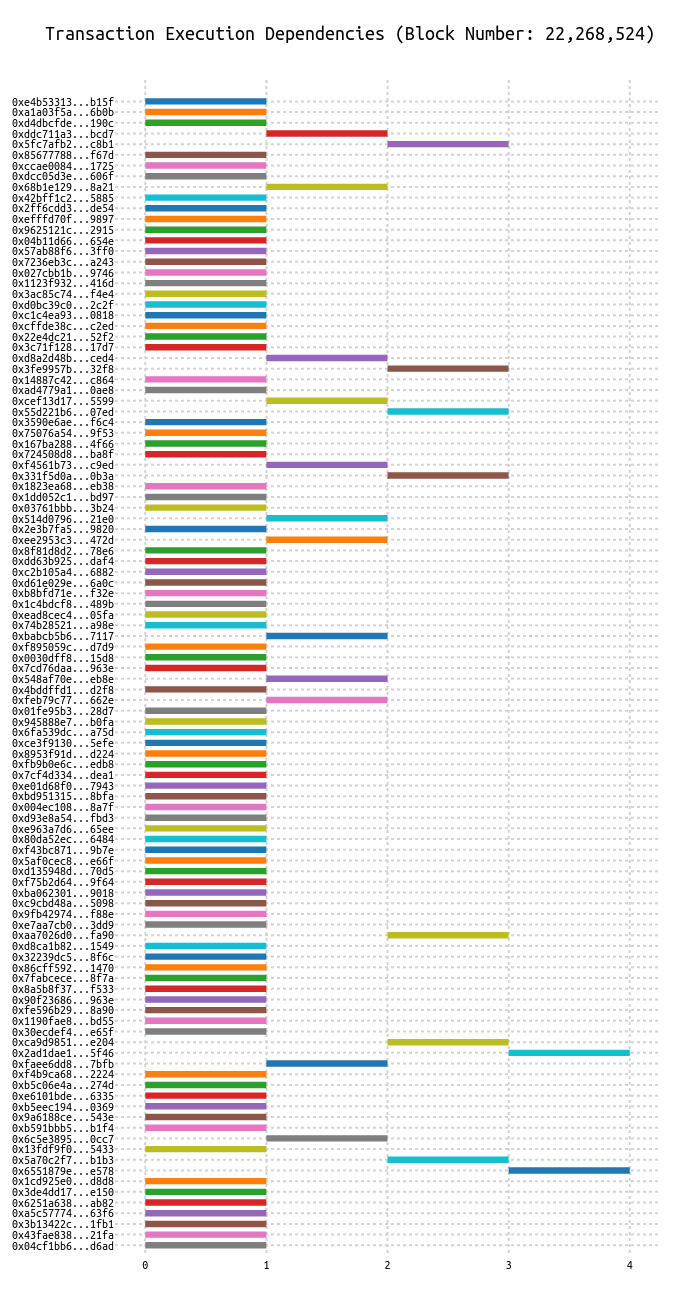 Transaction Execution Dependencies (Block Number: 22,268,524)
0xe4b53313...b15f
0xa1a03f5a...6b0b
0xd4dbcfde...190c
0xddc711a3...bcd7
0x5fc7afb2...c8b1
0x85677788...f67d
0xccae0084...1725
0xdcc05d3e...606f
0x68b1e129...8a21
0x42bff1c2...5885
0x2ff6cdd3...de54
0xefffd70f...9897
0x9625121c...2915
0x04b11d66...654e
0x57ab88f6...3ff0
0x7236eb3c...a243
0x027cbb1b...9746
0x1123f932...416d
0x3ac85c74...f4e4
0xd0bc39c0...2c2f
0xc1c4ea93...0818
0xcffde38c...c2ed
0x22e4dc21...52f2
0x3c71f128...17d7
0xd8a2d48b...ced4
0x3fe9957b...32f8
0x14887c42...c864
0xad4779a1...0ae8
0xcef13d17...5599
0x55d221b6...07ed
0x3590e6ae...f6c4
0x75076a54...9f53
0x167ba288...4f66
0x724508d8...ba8f
0xf4561b73...c9ed
0x331f5d0a...0b3a
0x1823ea68...eb38
0x1dd052c1...bd97
0x03761bbb...3b24
0x514d0796...21e0
0x2e3b7fa5...9820
0xee2953c3...472d
0x8f81d8d2...78e6
0xdd63b925...daf4
0xc2b105a4...6882
0xd61e029e...6a0c
0xb8bfd71e...f32e
0x1c4bdcf8...489b
0xead8cec4...05fa
0x74b28521...a98e
0xbabcb5b6...7117
0xf895059c...d7d9
0x0030dff8...15d8
0x7cd76daa...963e
0x548af70e...eb8e
0x4bddffd1...d2f8
0xfeb79c77...662e
0x01fe95b3...28d7
0x945888e7...b0fa
0x6fa539dc...a75d
0xce3f9130...5efe
0x8953f91d...d224
0xfb9b0e6c...edb8
0x7cf4d334...dea1
0xe01d68f0...7943
0xbd951315...8bfa
0x004ec108...8a7f
0xd93e8a54...fbd3
0xe963a7d6...65ee
0x80da52ec...6484
0xf43bc871...9b7e
0x5af0cec8...e66f
0xd135948d...70d5
0xf75b2d64...9f64
0xba062301...9018
0xc9cbd48a...5098
0x9fb42974...f88e
0xe7aa7cb0...3dd9
0xaa7026d0...fa90
0xd8ca1b82...1549
0x32239dc5...8f6c
0x86cff592...1470
0x7fabcece...8f7a
0x8a5b8f37...f533
0x90f23686...963e
0xfe596b29...8a90
0x1190fae8...bd55
0x30ecdef4...e65f
0xca9d9851...e204
0x2ad1dae1...5f46
0xfaee6dd8...7bfb
0xf4b9ca68...2224
0xb5c06e4a...274d
0xe6101bde...6335
0xb5eec194...0369
0x9a6188ce...543e
0xb591bbb5...b1f4
0x6c5e3895...0cc7
0x13fdf9f0...5433
0x5a70c2f7...b1b3
0x6551879e...e578
0x1cd925e0...d8d8
0x3de4dd17...e150
0x6251a638...ab82
0xa5c57774...63f6
0x3b13422c...1fb1
0x43fae838...21fa
0x04cf1bb6...d6ad
0 1 2 3 4